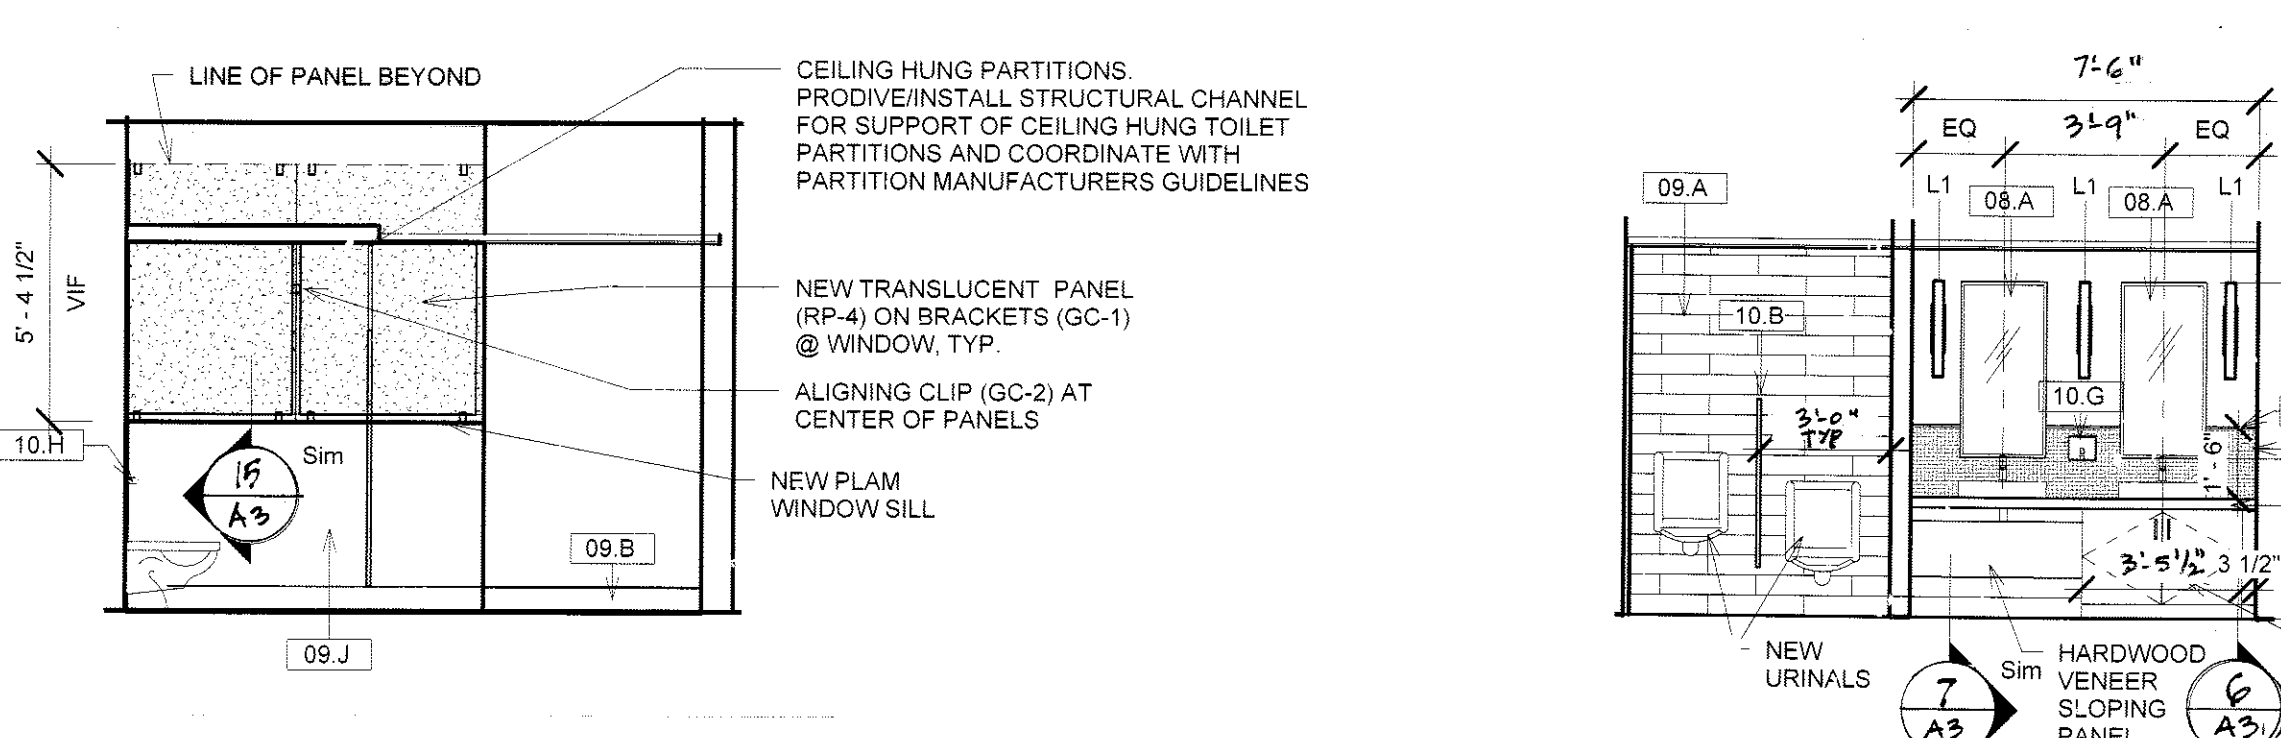 LINE OF PANEL BEYOND
CEILING HUNG PARTITIONS.
PRODIVE/INSTALL STRUCTURAL CHANNEL
FOR SUPPORT OF CEILING HUNG TOILET
PARTITIONS AND COORDINATE WITH
PARTITION MANUFACTURERS GUIDELINES
5' - 4 1/2"
VIF
NEW TRANSLUCENT PANEL
(RP-4) ON BRACKETS (GC-1)
@ WINDOW, TYP.
ALIGNING CLIP (GC-2) AT
CENTER OF PANELS
10.H
Sim
15
A3
NEW PLAM
WINDOW SILL
09.B
09.J
7'-6"
EQ
3'-9"
EQ
09.A
L1
08.A
L1
08.A
L1
10.B
10.G
3'-0"
TYP
1' - 6"
3'-5 1/2"
3 1/2"
NEW
URINALS
7
A3
Sim
HARDWOOD
VENEER
SLOPING
PANEL
6
A3